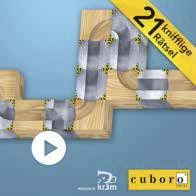 21 knifflige
Rätsel
kr3m
cuboro